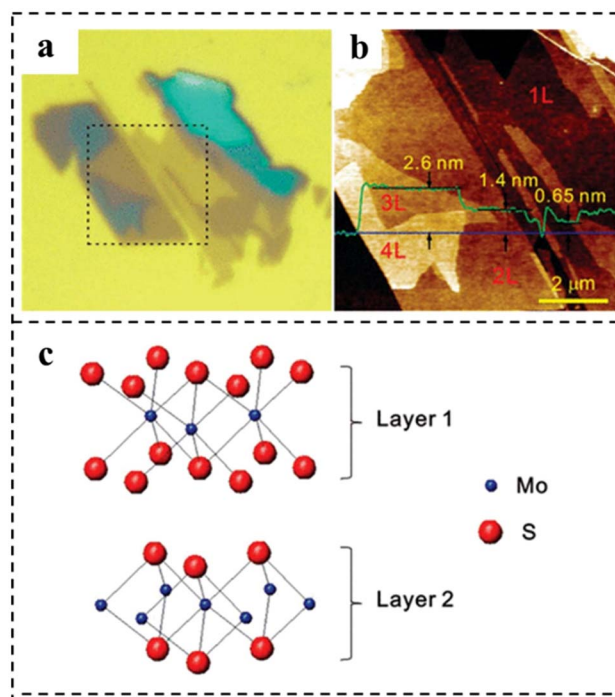 a
b
1L
2.6 nm
1.4 nm
0.65 nm
3L
4L
2L
2 μm
c
Layer 1
Mo
S
Layer 2